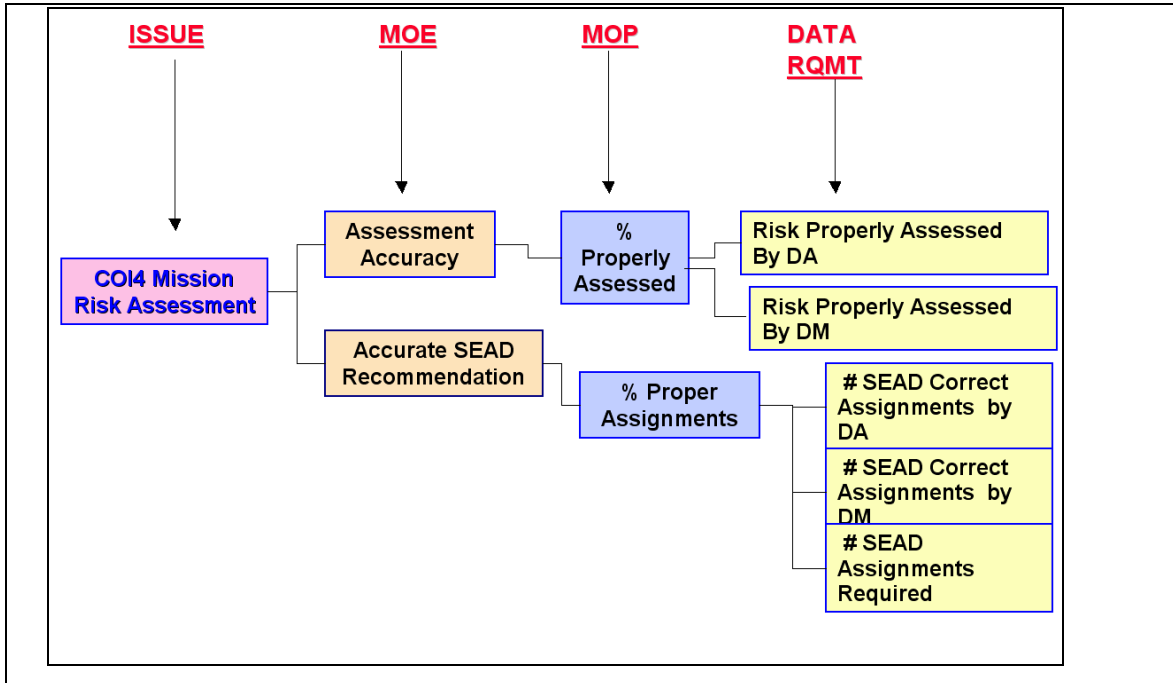 ISSUE
MOE
MOP
DATA
RQMT
Assessment
Accuracy
%
Properly
Assessed
Risk Properly Assessed
By DA
COI4 Mission
Risk Assessment
Risk Properly Assessed
By DM
Accurate SEAD
Recommendation
% Proper
Assignments
# SEAD Correct
Assignments by
DA
# SEAD Correct
Assignments by
DM
# SEAD
Assignments
Required